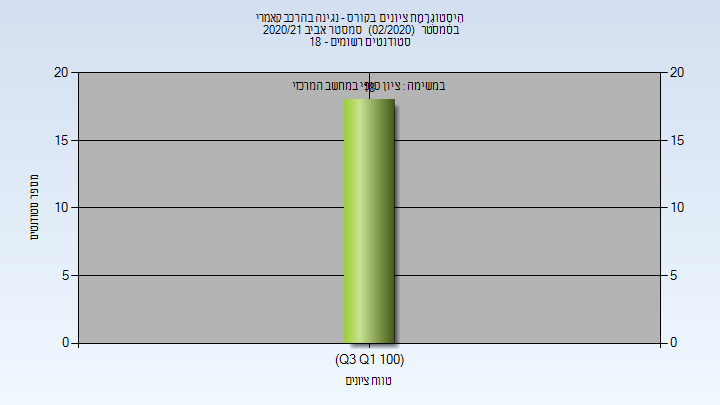 היסטוגרמת ציונים בקורס - נגינה בהרכב קאמרי
בסמסטר (02/2020) סמסטר אביב 2020/21
סטודנטים רשומים - 18
במשימה : ציון סופי במחשב המרכזי
18
20
15
10
5
0
20
15
10
5
0
מספר סטודנטים
(Q3 Q1 100)
טווח ציונים